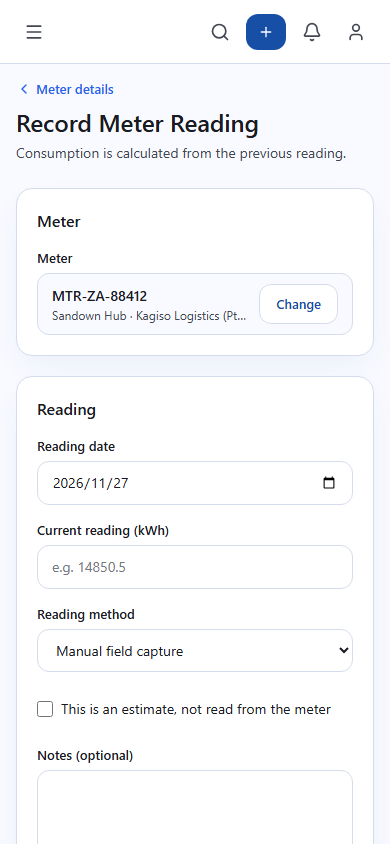 Meter details
Record Meter Reading
Consumption is calculated from the previous reading.
Meter
Meter
MTR-ZA-88412
Sandown Hub · Kagiso Logistics (Pt...
Change
Reading
Reading date
2026/11/27
Current reading (kWh)
e.g. 14850.5
Reading method
Manual field capture
This is an estimate, not read from the meter
Notes (optional)